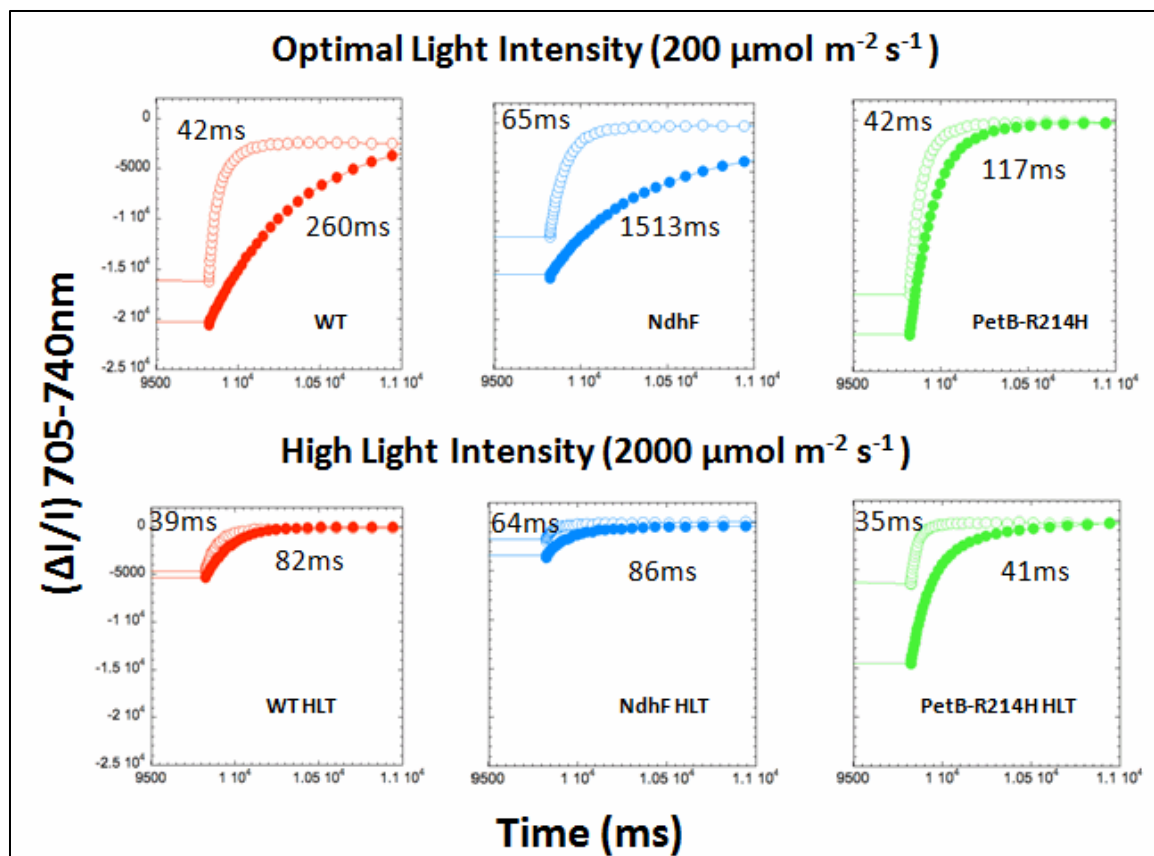 Optimal Light Intensity (200 µmol m⁻² s⁻¹ )
0
-5000
-1 10⁴
-1.5 10⁴
-2 10⁴
-2.5 10⁴
42ms
260ms
WT
9500 1 10⁴ 1.05 10⁴ 1.1 10⁴
65ms
1513ms
NdhF
9500 1 10⁴ 1.05 10⁴ 1.1 10⁴
42ms
117ms
PetB-R214H
9500 1 10⁴ 1.05 10⁴ 1.1 10⁴
(ΔI/I) 705-740nm
High Light Intensity (2000 µmol m⁻² s⁻¹)
0
-5000
-1 10⁴
-1.5 10⁴
-2 10⁴
-2.5 10⁴
39ms
82ms
WT HLT
9500 1 10⁴ 1.05 10⁴ 1.1 10⁴
64ms
86ms
NdhF HLT
9500 1 10⁴ 1.05 10⁴ 1.1 10⁴
35ms
41ms
PetB-R214H HLT
9500 1 10⁴ 1.05 10⁴ 1.1 10⁴
Time (ms)